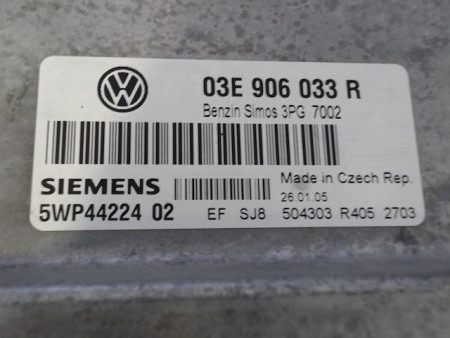 03E 906 033 R
Benzin Simos 3PG 7002
SIEMENS
Made in Czech Rep.
26.01.05
5WP44224 02 EF SJ8 504303 R405 2703